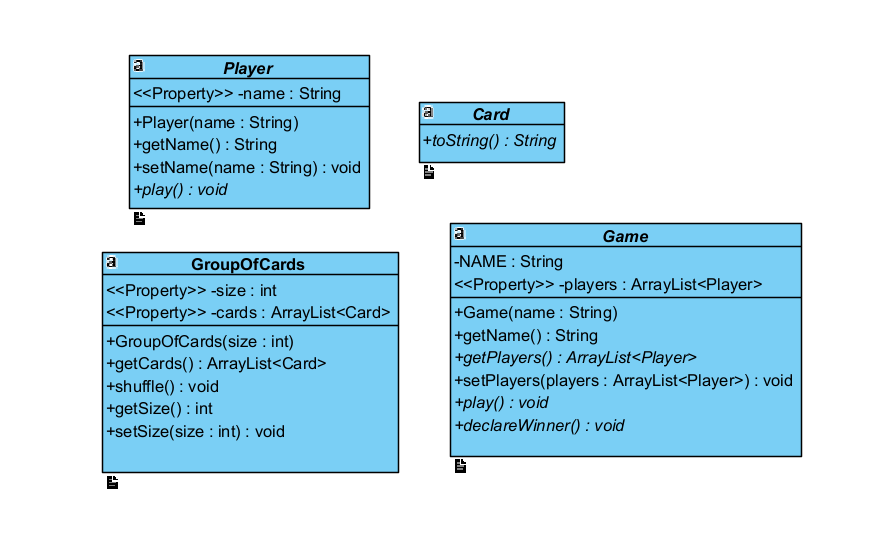 a
Player
<<Property>> -name : String
+Player(name : String)
+getName() : String
+setName(name : String) : void
+play() : void
a
Card
+toString() : String
a
GroupOfCards
<<Property>> -size : int
<<Property>> -cards : ArrayList<Card>
+GroupOfCards(size : int)
+getCards() : ArrayList<Card>
+shuffle() : void
+getSize() : int
+setSize(size : int) : void
a
Game
-NAME : String
<<Property>> -players : ArrayList<Player>
+Game(name : String)
+getName() : String
+getPlayers() : ArrayList<Player>
+setPlayers(players : ArrayList<Player>) : void
+play() : void
+declareWinner() : void